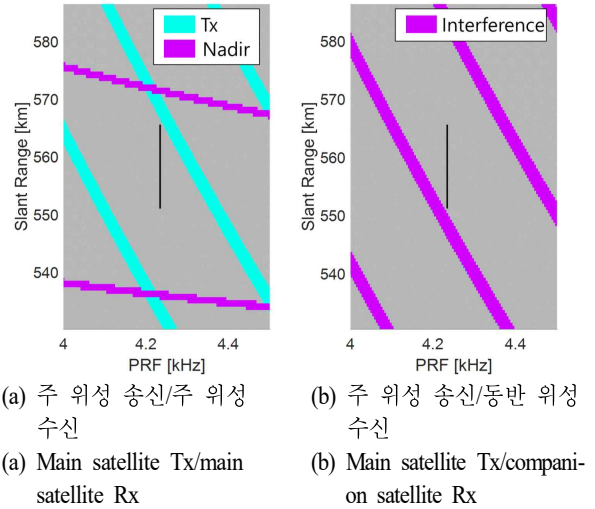 Tx
Nadir
580
570
560
550
540
Slant Range [km]
4
4.2
4.4
PRF [kHz]
Interference
580
570
560
550
540
Slant Range [km]
4
4.2
4.4
PRF [kHz]
(a) 주 위성 송신/주 위성
수신
(a) Main satellite Tx/main
satellite Rx
(b) 주 위성 송신/동반 위성
수신
(b) Main satellite Tx/compani-
on satellite Rx